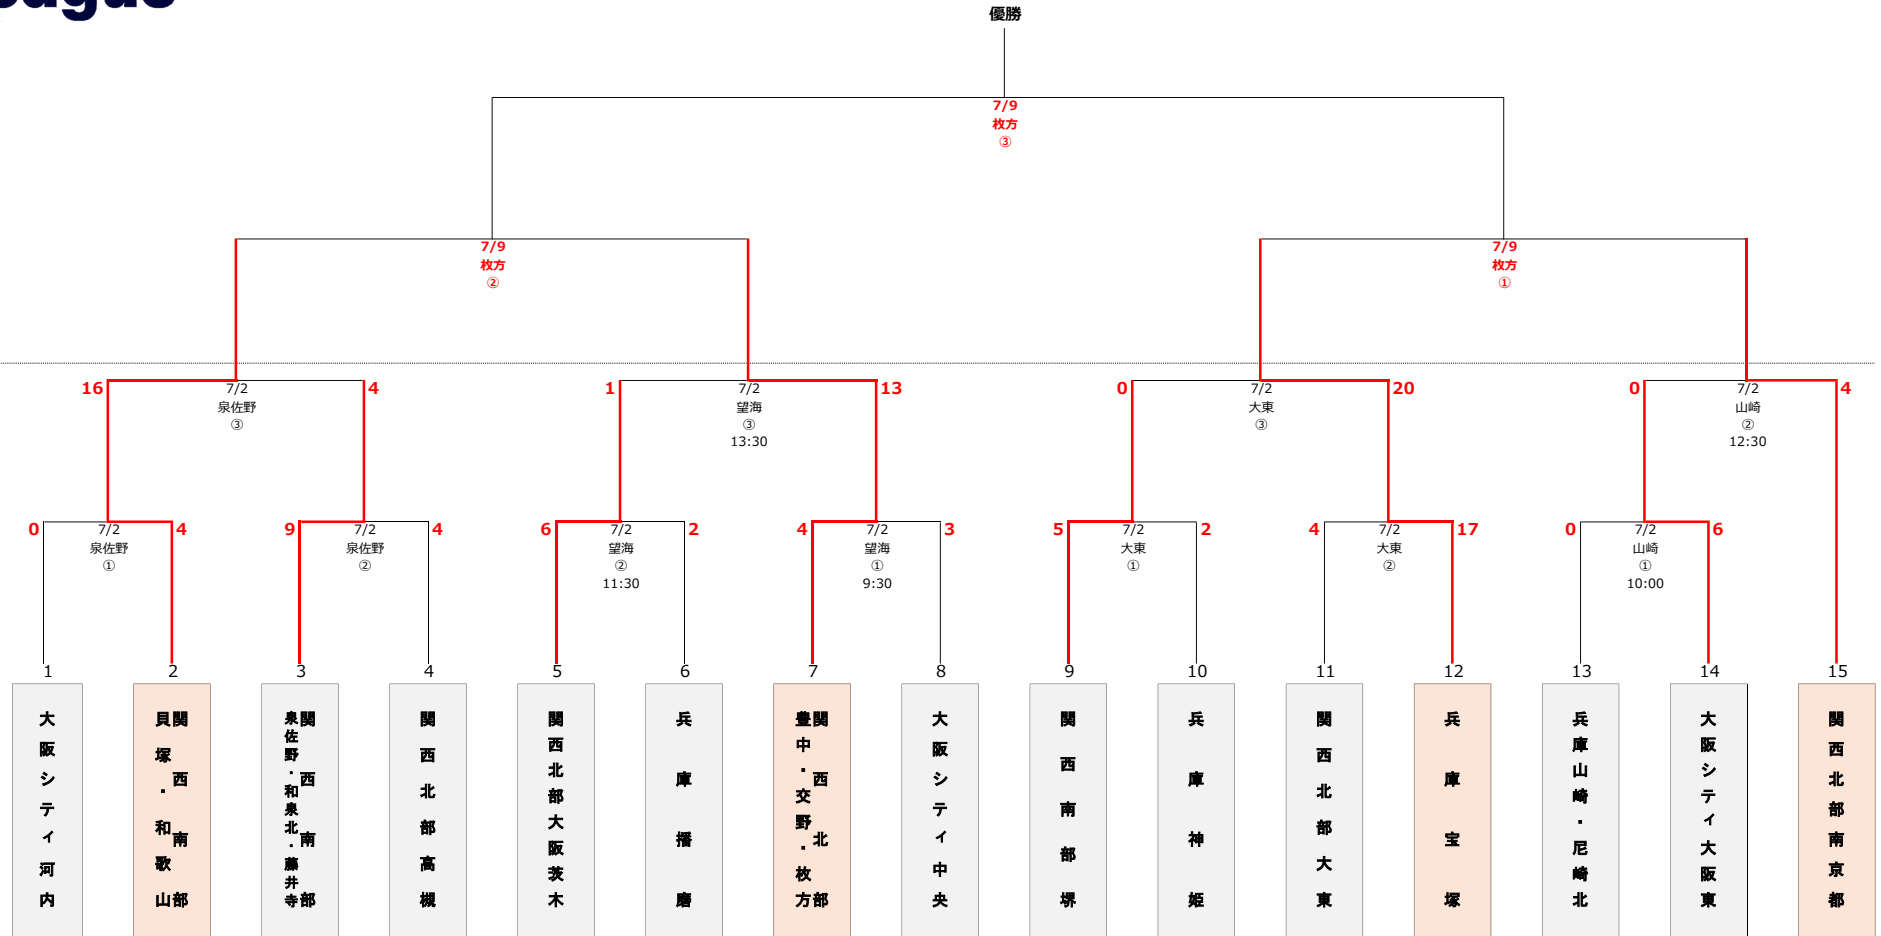 優勝
7/9
枚方
③
7/9
枚方
②
7/9
枚方
①
16
7/2
泉佐野
③
4
1
7/2
望海
③
13:30
13
0
7/2
大東
③
20
0
7/2
山崎
②
12:30
4
0
7/2
泉佐野
①
4
9
7/2
泉佐野
②
4
6
7/2
望海
②
11:30
2
4
7/2
望海
①
9:30
3
5
7/2
大東
①
2
4
7/2
大東
②
17
0
7/2
山崎
①
10:00
6
1
2
3
4
5
6
7
8
9
10
11
12
13
14
15
大阪シティ河内
関西南部
貝塚・和歌山
関西南部
泉佐野・和泉北・藤井寺
関西北部高槻
関西北部大阪茨木
兵庫播磨
関西北部
豊中・交野・枚方
大阪シティ中央
関西南部堺
兵庫神姫
関西北部大東
兵庫宝塚
兵庫山崎・尼崎北
大阪シティ大阪東
関西北部南京都